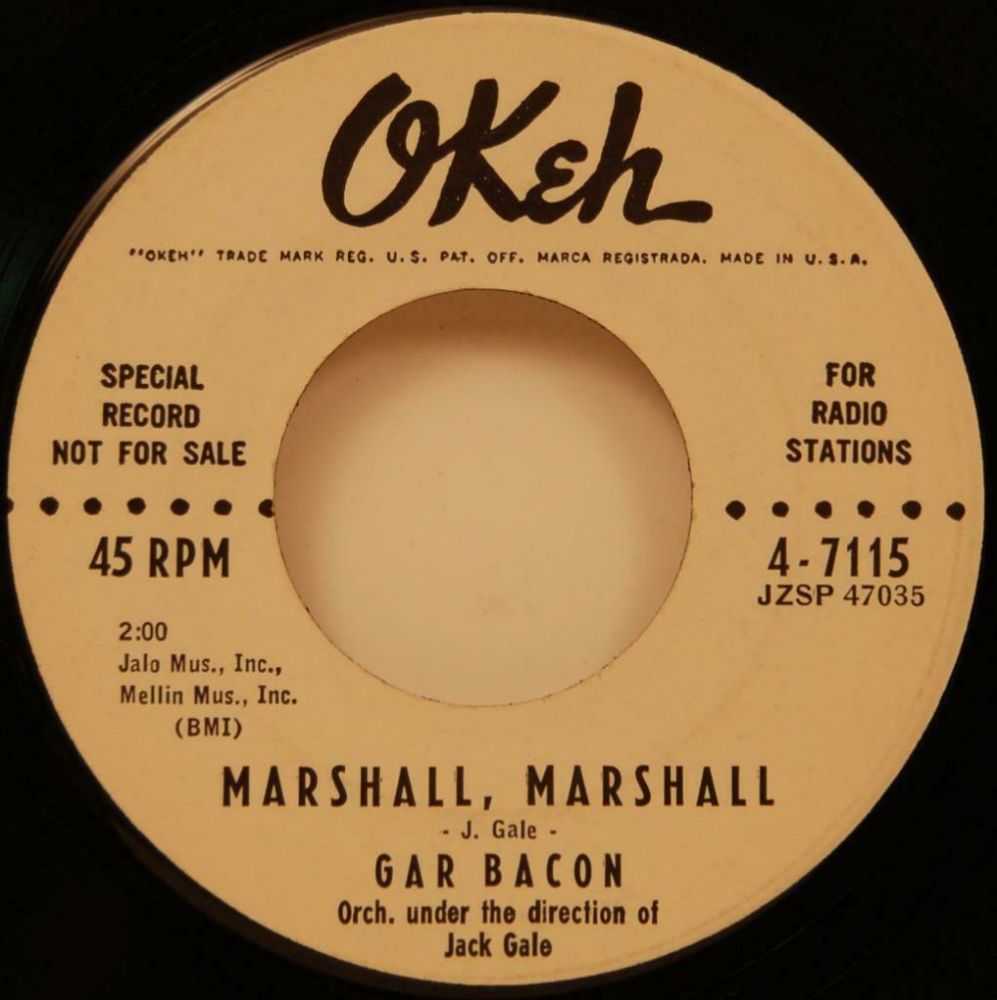 OKeh
"OKEH" TRADE MARK REG. U.S. PAT. OFF. MARCA REGISTRADA. MADE IN U.S.A.
SPECIAL
RECORD
NOT FOR SALE
FOR
RADIO
STATIONS
45 RPM
4-7115
JZSP 47035
2:00
Jalo Mus., Inc.,
Mellin Mus., Inc.
(BMI)
MARSHALL, MARSHALL
- J. Gale -
GAR BACON
Orch. under the direction of
Jack Gale